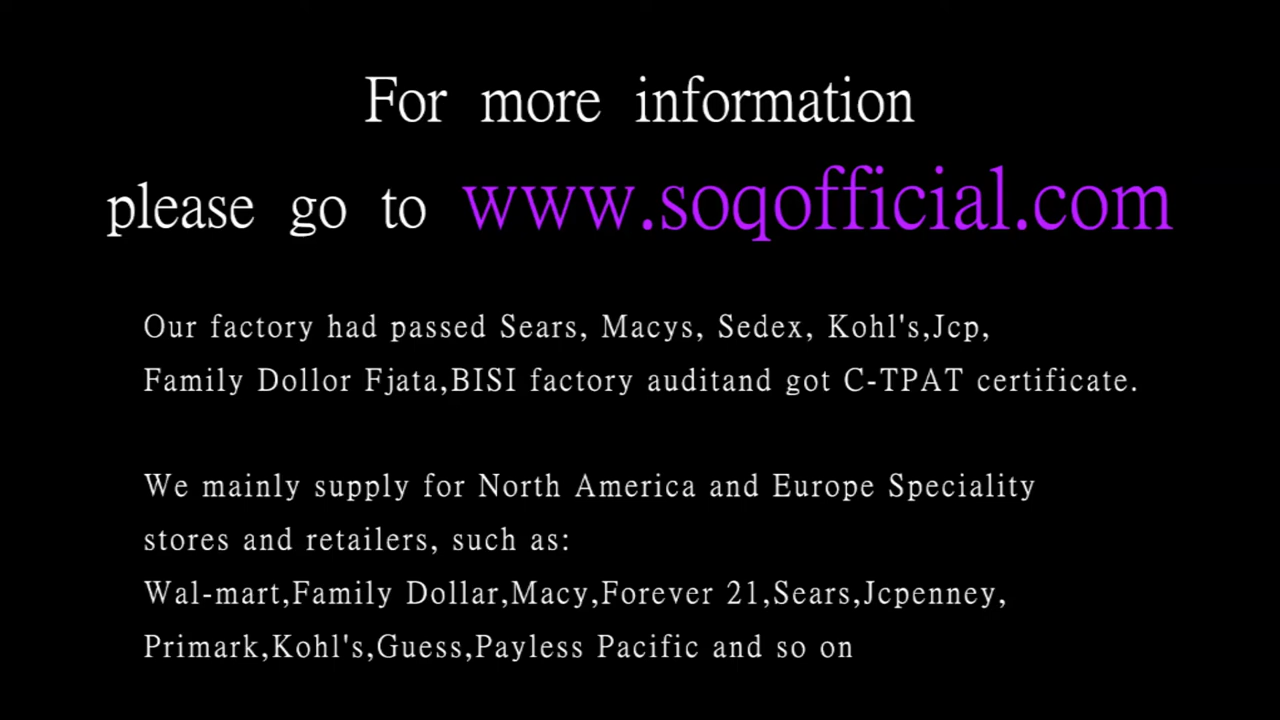 For more information
please go to www.soqofficial.com
Our factory had passed Sears, Macys, Sedex, Kohl's,Jcp,
Family Dollor Fjata,BISI factory auditand got C-TPAT certificate.
We mainly supply for North America and Europe Speciality
stores and retailers, such as:
Wal-mart,Family Dollar,Macy,Forever 21,Sears,Jcpenney,
Primark,Kohl's,Guess,Payless Pacific and so on